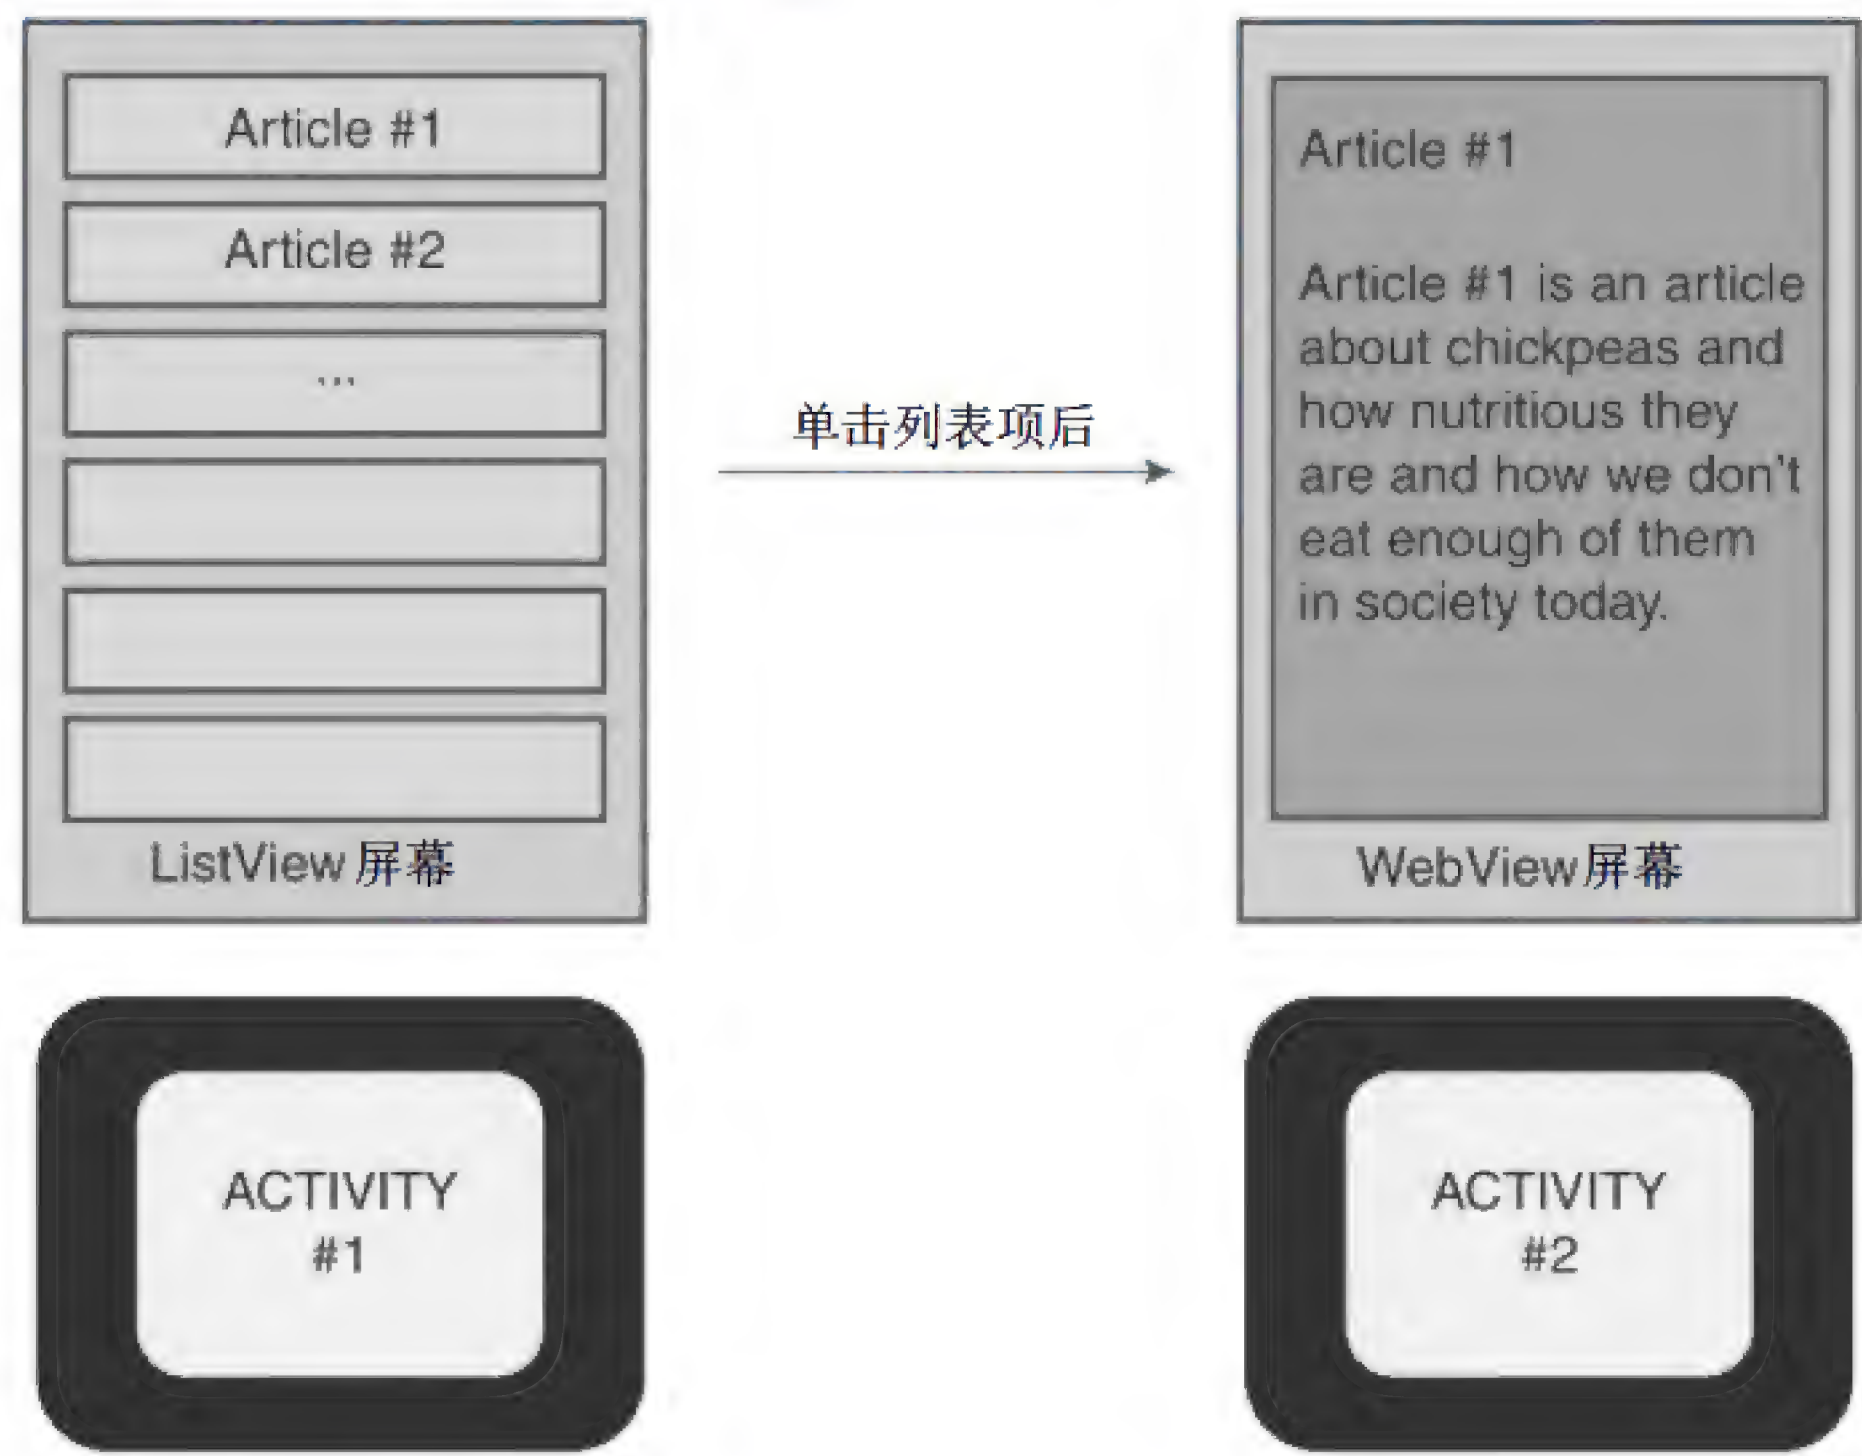 Article #1
Article #2
...
ListView屏幕
单击列表项后
Article #1
Article #1 is an article
about chickpeas and
how nutritious they
are and how we don't
eat enough of them
in society today.
WebView屏幕
ACTIVITY
#1
ACTIVITY
#2